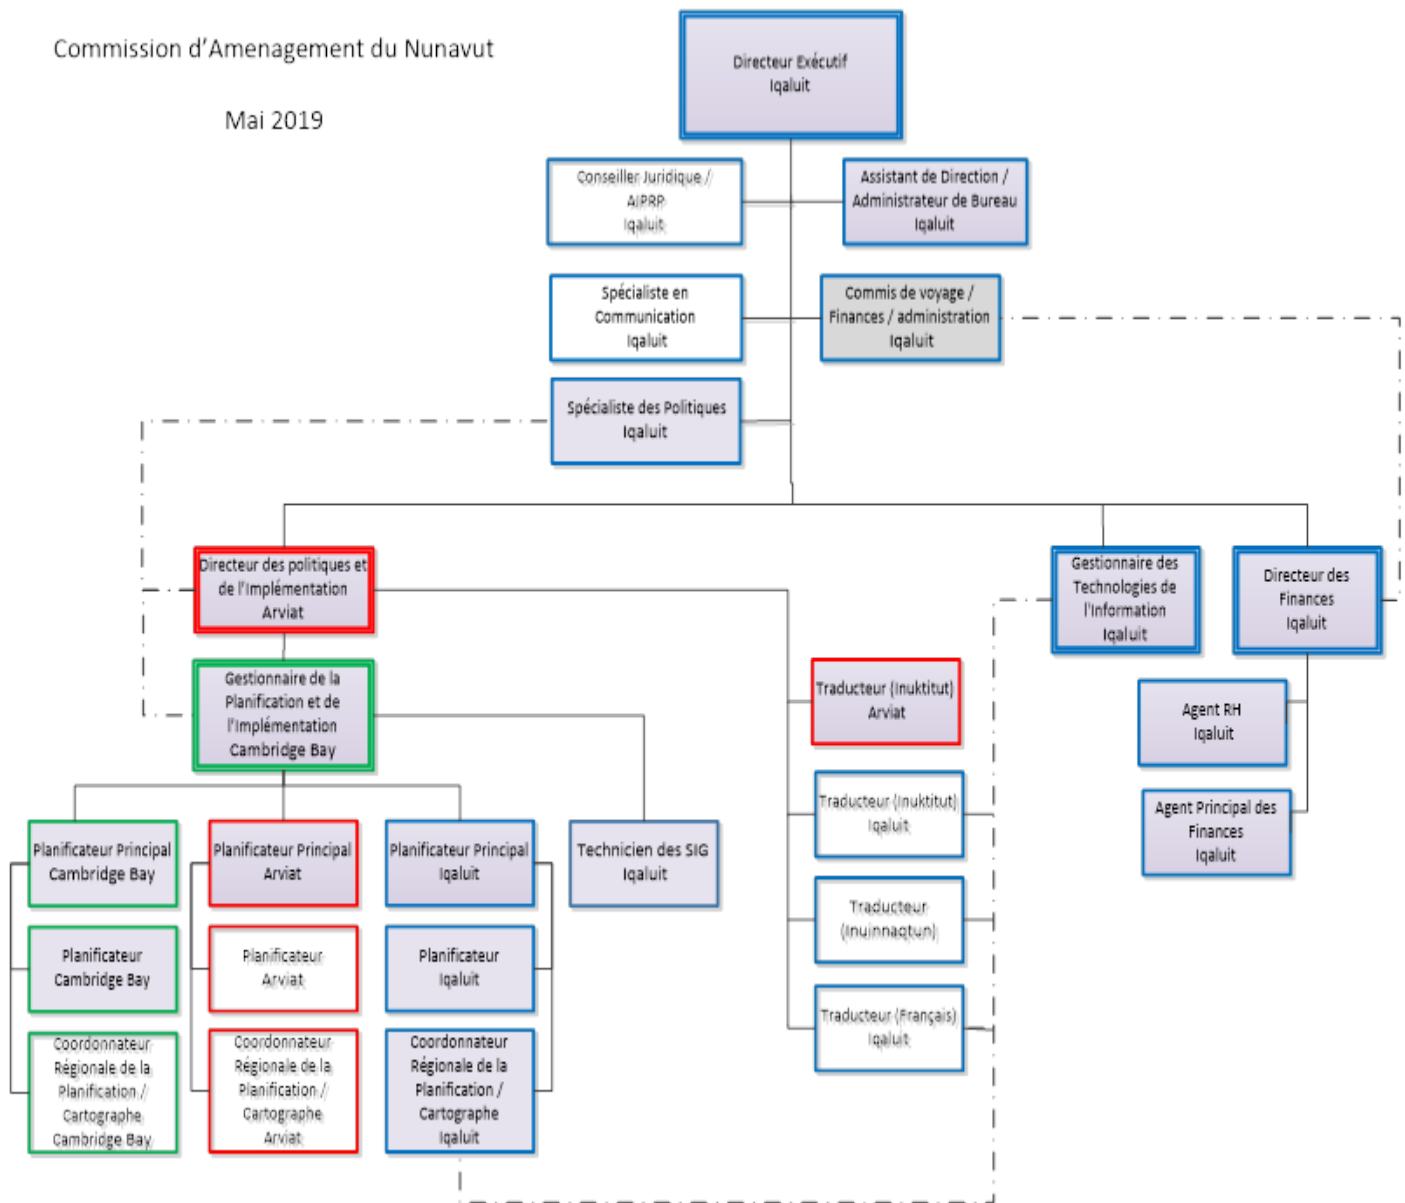 Commission d'Amenagement du Nunavut
Mai 2019
Directeur Exécutif
Iqaluit
Conseiller Juridique /
AIPRP
Iqaluit
Assistant de Direction /
Administrateur de Bureau
Iqaluit
Spécialiste en
Communication
Iqaluit
Commis de voyage /
Finances / administration
Iqaluit
Spécialiste des Politiques
Iqaluit
Directeur des politiques et
de l'Implémentation
Arviat
Gestionnaire des
Technologies de
l'Information
Iqaluit
Directeur des
Finances
Iqaluit
Gestionnaire de la
Planification et de
l'Implémentation
Cambridge Bay
Traducteur (Inuktitut)
Arviat
Agent RH
Iqaluit
Traducteur (Inuktitut)
Iqaluit
Agent Principal des
Finances
Iqaluit
Planificateur Principal
Cambridge Bay
Planificateur Principal
Arviat
Planificateur Principal
Iqaluit
Technicien des SIG
Iqaluit
Traducteur
(Inuinnaqtun)
Planificateur
Cambridge Bay
Planificateur
Arviat
Planificateur
Iqaluit
Traducteur (Français)
Iqaluit
Coordonnateur
Régionale de la
Planification /
Cartographe
Cambridge Bay
Coordonnateur
Régionale de la
Planification /
Cartographe
Arviat
Coordonnateur
Régionale de la
Planification /
Cartographe
Iqaluit